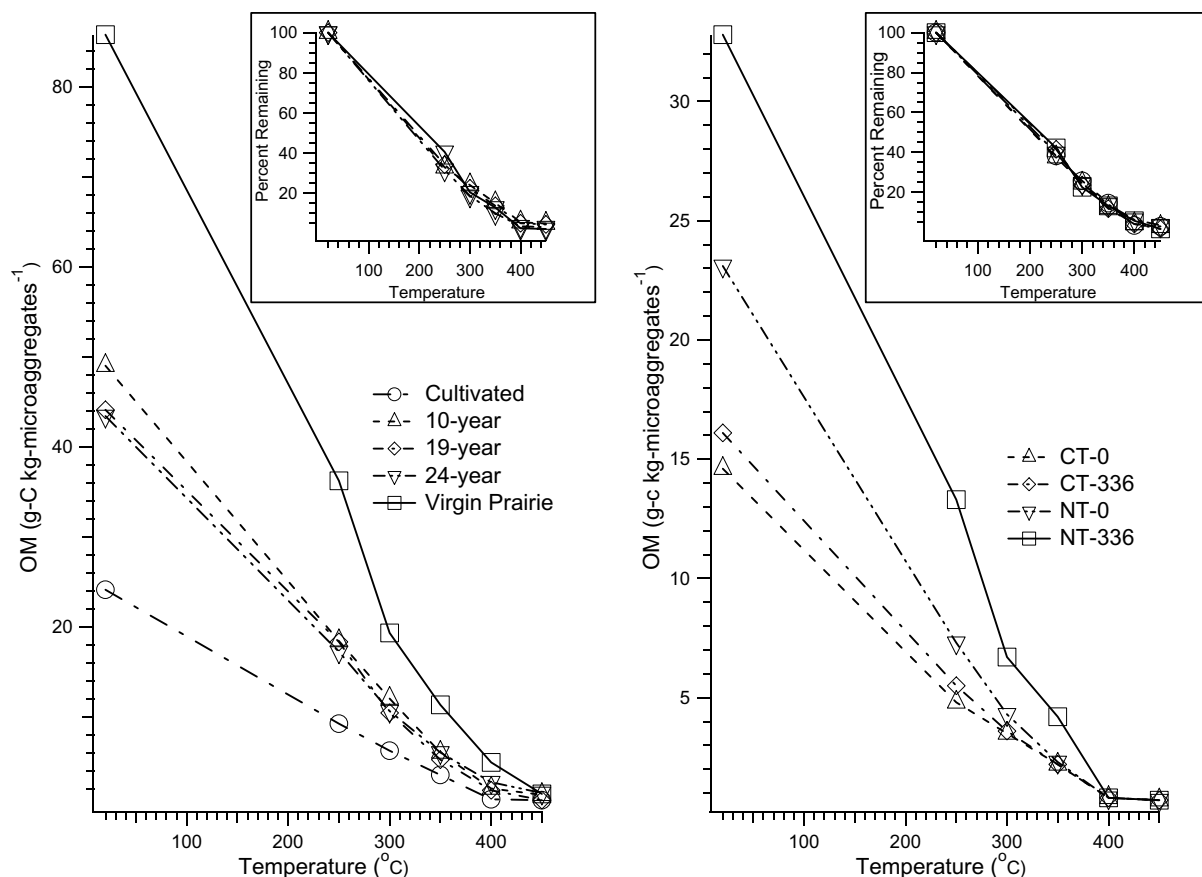 80
60
40
20
OM (g-C kg-microaggregates-1)
100
200
300
400
Temperature (oC)
100
80
60
40
20
Percent Remaining
100
200
300
400
Temperature
Cultivated
10-year
19-year
24-year
Virgin Prairie
30
25
20
15
10
5
OM (g-c kg-microaggregates-1)
100
200
300
400
Temperature (oC)
100
80
60
40
20
Percent Remaining
100
200
300
400
Temperature
CT-0
CT-336
NT-0
NT-336